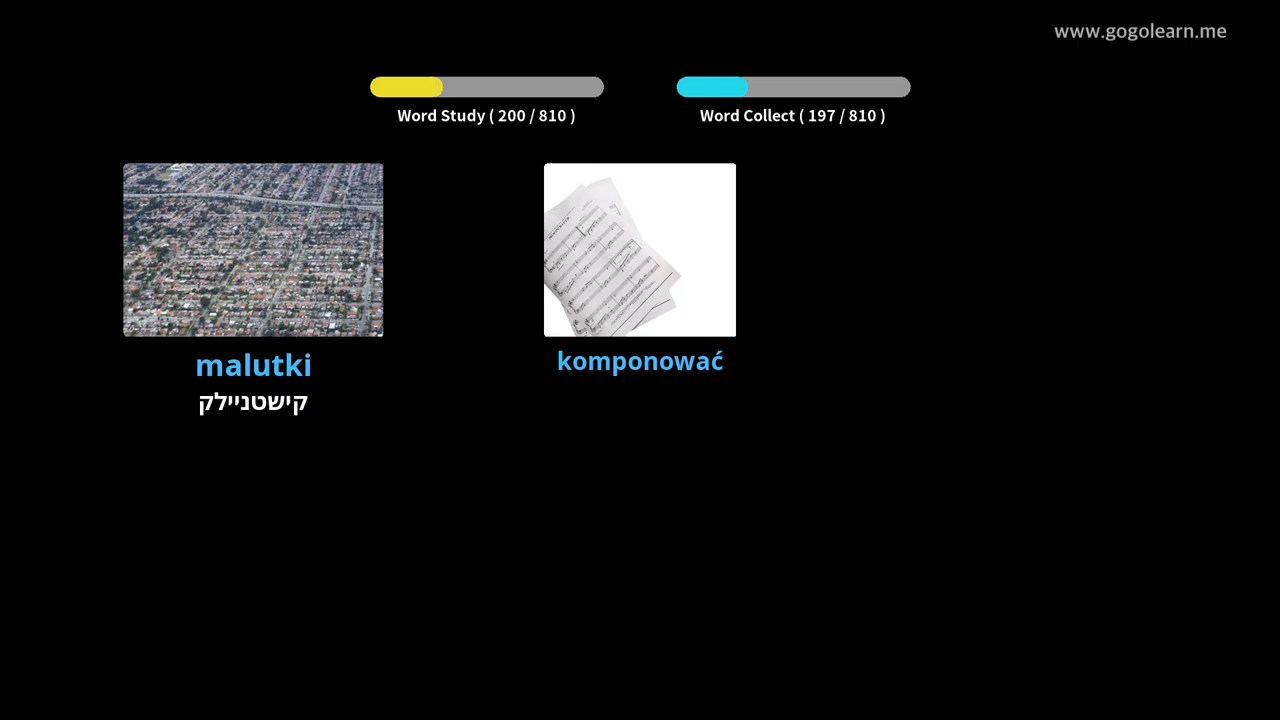 www.gogolearn.me
Word Study ( 200 / 810 )
Word Collect ( 197 / 810 )
malutki
קישטניילק
komponować